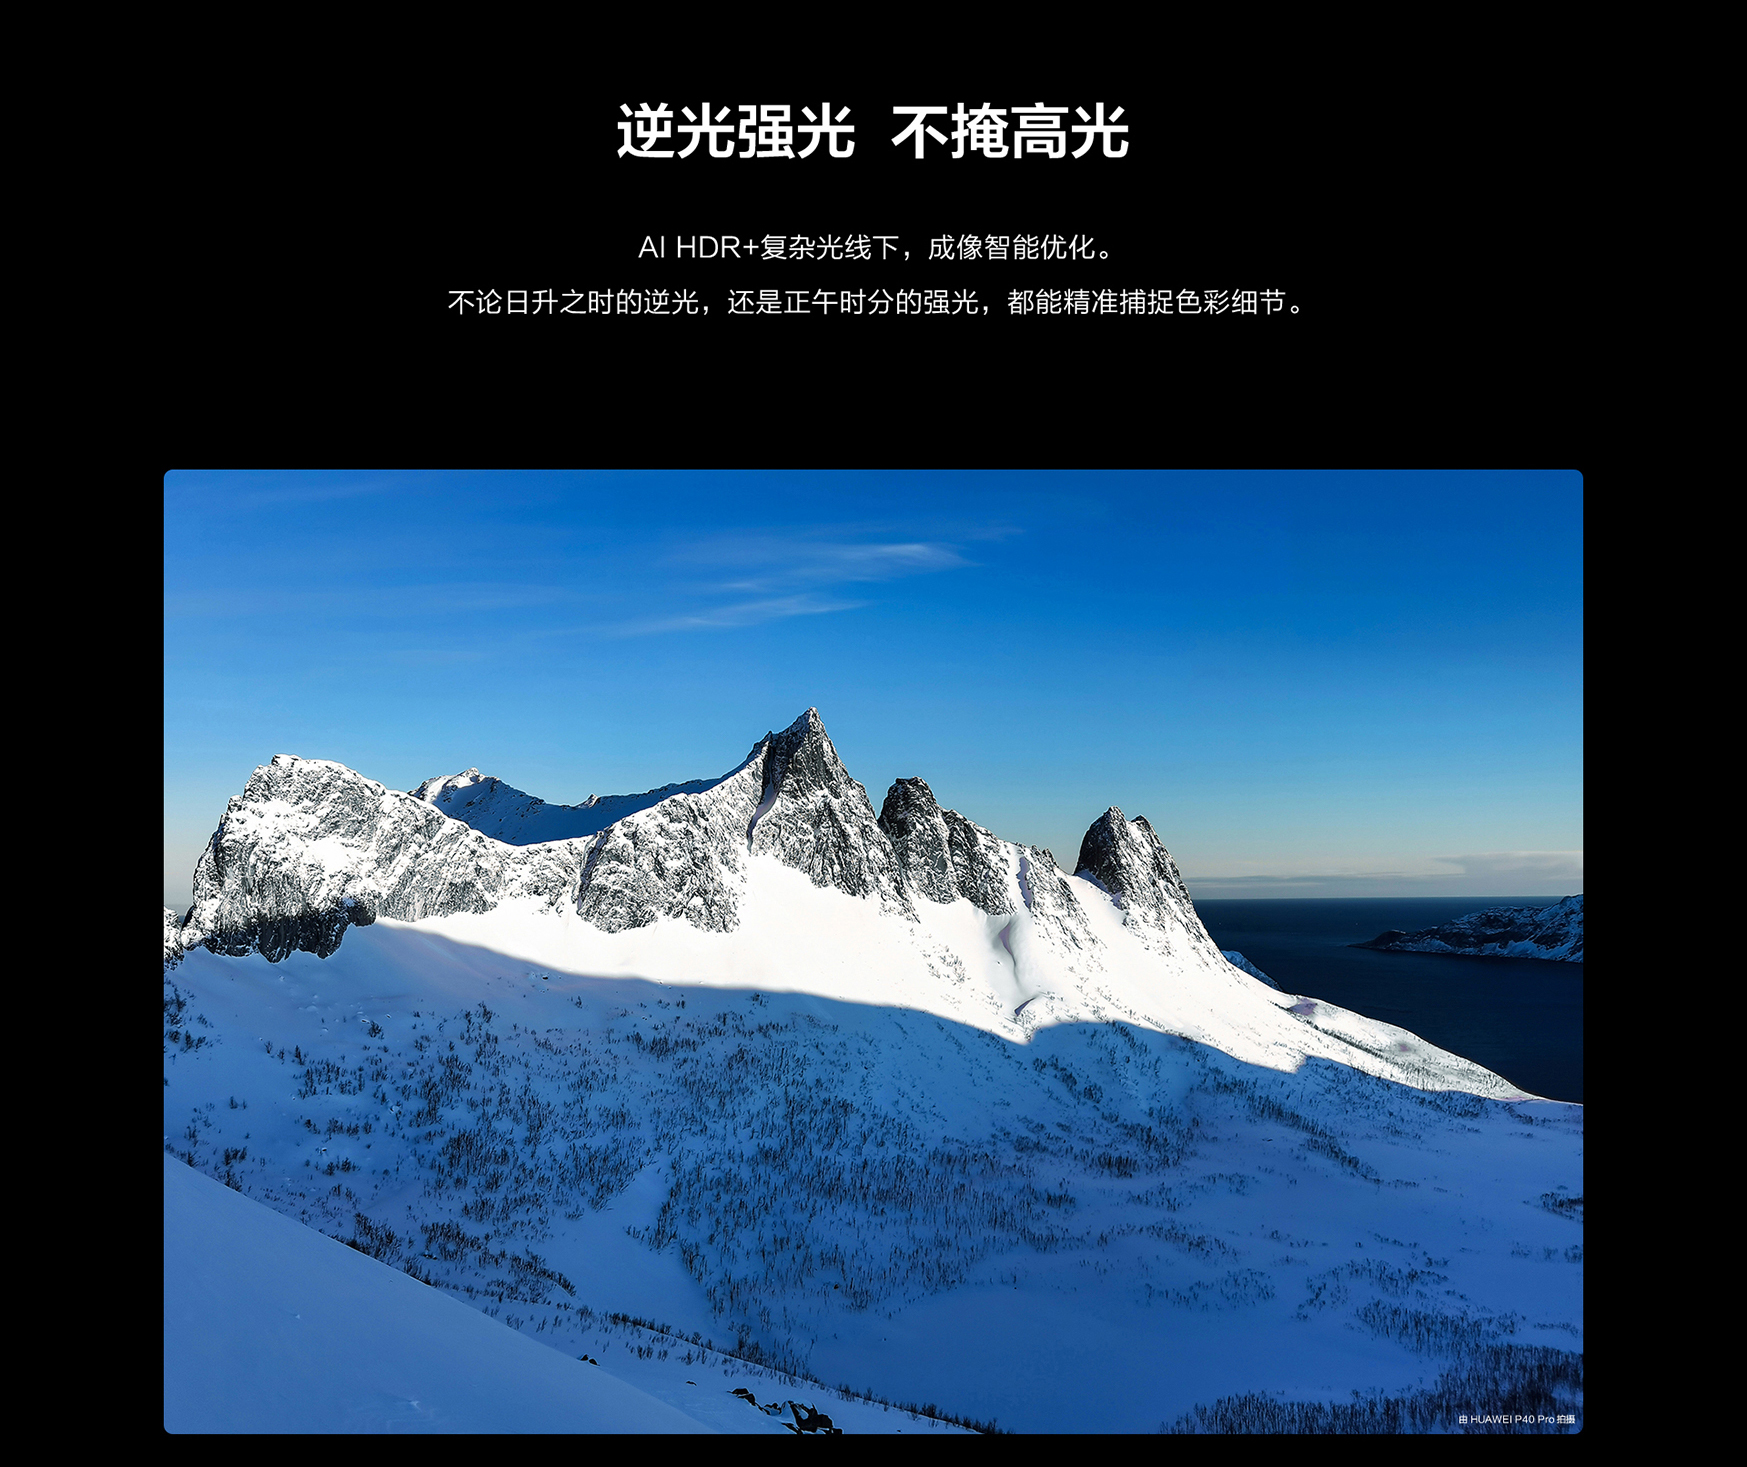 逆光强光 不掩高光
AI HDR+复杂光线下，成像智能优化。
不论日升之时的逆光，还是正午时分的强光，都能精准捕捉色彩细节。
由 HUAWEI P40 Pro 拍摄